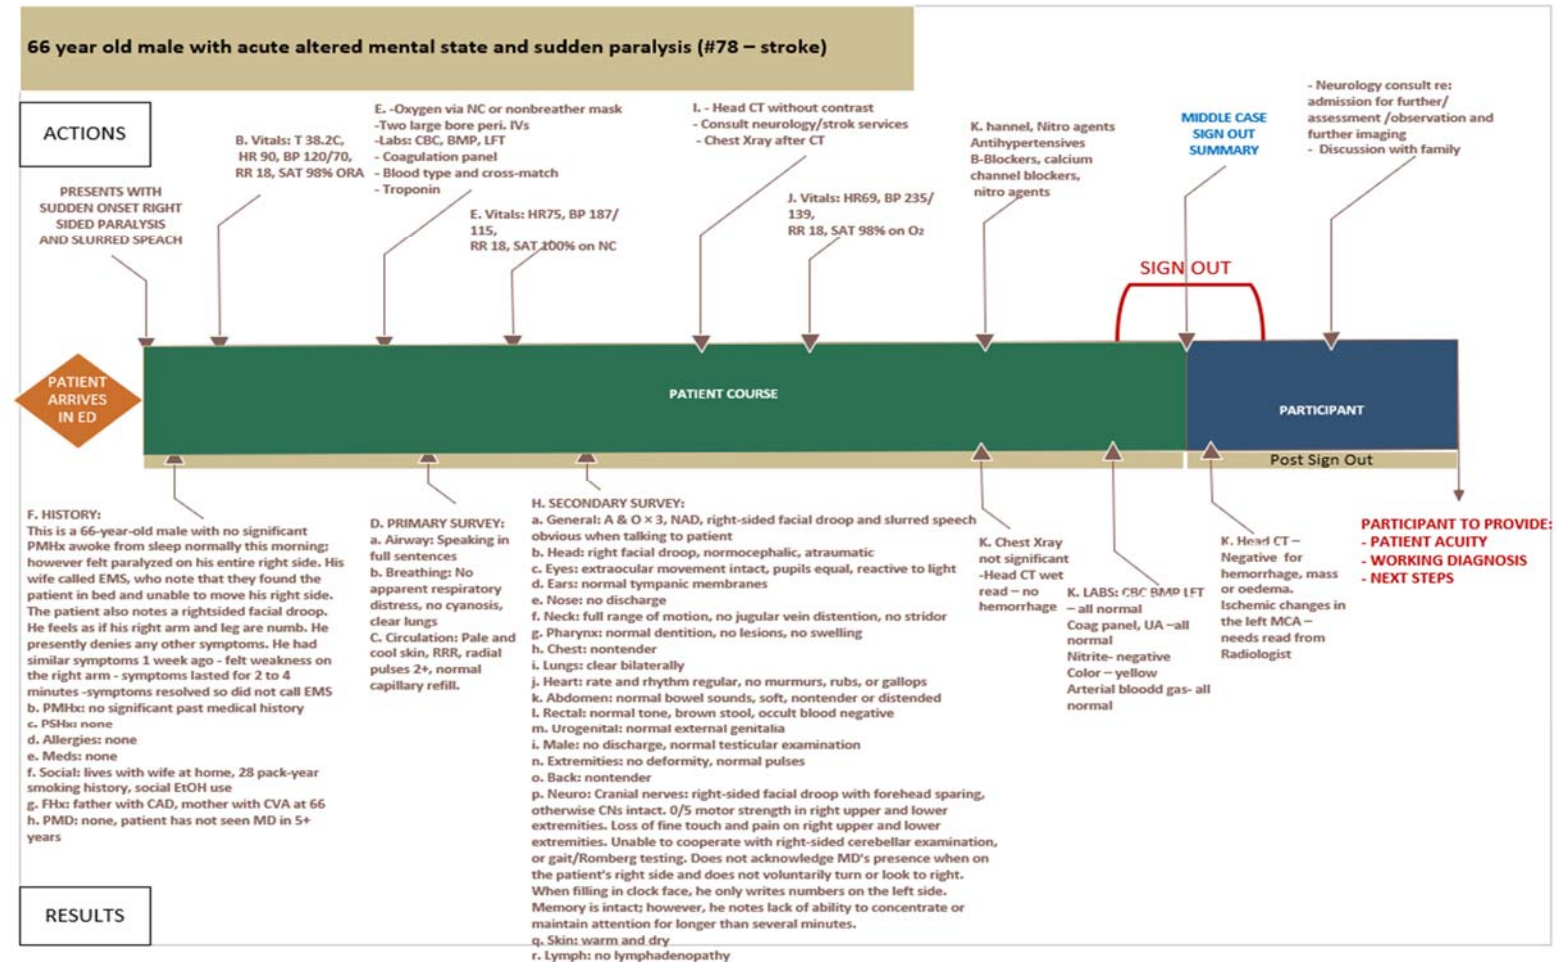 66 year old male with acute altered mental state and sudden paralysis (#78 – stroke)
ACTIONS
PRESENTS WITH
SUDDEN ONSET RIGHT
SIDED PARALYSIS
AND SLURRED SPEACH
B. Vitals: T 38.2C,
HR 90, BP 120/70,
RR 18, SAT 98% ORA
E. -Oxygen via NC or nonbreather mask
-Two large bore peri. IVs
-Labs: CBC, BMP, LFT
- Coagulation panel
- Blood type and cross-match
- Troponin
E. Vitals: HR75, BP 187/
115,
RR 18, SAT 100% on NC
I. - Head CT without contrast
- Consult neurology/strok services
- Chest Xray after CT
J. Vitals: HR69, BP 235/
139,
RR 18, SAT 98% on O₂
K. hannel, Nitro agents
Antihypertensives
B-Blockers, calcium
channel blockers,
nitro agents
MIDDLE CASE
SIGN OUT
SUMMARY
- Neurology consult re:
admission for further/
assessment /observation and
further imaging
- Discussion with family
SIGN OUT
PATIENT
ARRIVES
IN ED
PATIENT COURSE
PARTICIPANT
Post Sign Out
F. HISTORY:
This is a 66-year-old male with no significant
PMHx awoke from sleep normally this morning;
however felt paralyzed on his entire right side. His
wife called EMS, who note that they found the
patient in bed and unable to move his right side.
The patient also notes a rightsided facial droop.
He feels as if his right arm and leg are numb. He
presently denies any other symptoms. He had
similar symptoms 1 week ago - felt weakness on
the right arm - symptoms lasted for 2 to 4
minutes -symptoms resolved so did not call EMS
b. PMHx: no significant past medical history
c. PSHx: none
d. Allergies: none
e. Meds: none
f. Social: lives with wife at home, 28 pack-year
smoking history, social EtOH use
g. FHx: father with CAD, mother with CVA at 66
h. PMD: none, patient has not seen MD in 5+
years
D. PRIMARY SURVEY:
a. Airway: Speaking in
full sentences
b. Breathing: No
apparent respiratory
distress, no cyanosis,
clear lungs
C. Circulation: Pale and
cool skin, RRR, radial
pulses 2+, normal
capillary refill.
H. SECONDARY SURVEY:
a. General: A & O × 3, NAD, right-sided facial droop and slurred speech
obvious when talking to patient
b. Head: right facial droop, normocephalic, atraumatic
c. Eyes: extraocular movement intact, pupils equal, reactive to light
d. Ears: normal tympanic membranes
e. Nose: no discharge
f. Neck: full range of motion, no jugular vein distention, no stridor
g. Pharynx: normal dentition, no lesions, no swelling
h. Chest: nontender
i. Lungs: clear bilaterally
j. Heart: rate and rhythm regular, no murmurs, rubs, or gallops
k. Abdomen: normal bowel sounds, soft, nontender or distended
l. Rectal: normal tone, brown stool, occult blood negative
m. Urogenital: normal external genitalia
i. Male: no discharge, normal testicular examination
n. Extremities: no deformity, normal pulses
o. Back: nontender
p. Neuro: Cranial nerves: right-sided facial droop with forehead sparing,
otherwise CNs intact. 0/5 motor strength in right upper and lower
extremities. Loss of fine touch and pain on right upper and lower
extremities. Unable to cooperate with right-sided cerebellar examination,
or gait/Romberg testing. Does not acknowledge MD's presence when on
the patient's right side and does not voluntarily turn or look to right.
When filling in clock face, he only writes numbers on the left side.
Memory is intact; however, he notes lack of ability to concentrate or
maintain attention for longer than several minutes.
q. Skin: warm and dry
r. Lymph: no lymphadenopathy
K. Chest Xray
not significant
-Head CT wet
read – no
hemorrhage
K. LABS: CBC BMP LFT
– all normal
Coag panel, UA –all
normal
Nitrite- negative
Color – yellow
Arterial bloodd gas- all
normal
K. Head CT –
Negative for
hemorrhage, mass
or oedema.
Ischemic changes in
the left MCA –
needs read from
Radiologist
PARTICIPANT TO PROVIDE:
- PATIENT ACUITY
- WORKING DIAGNOSIS
- NEXT STEPS
RESULTS